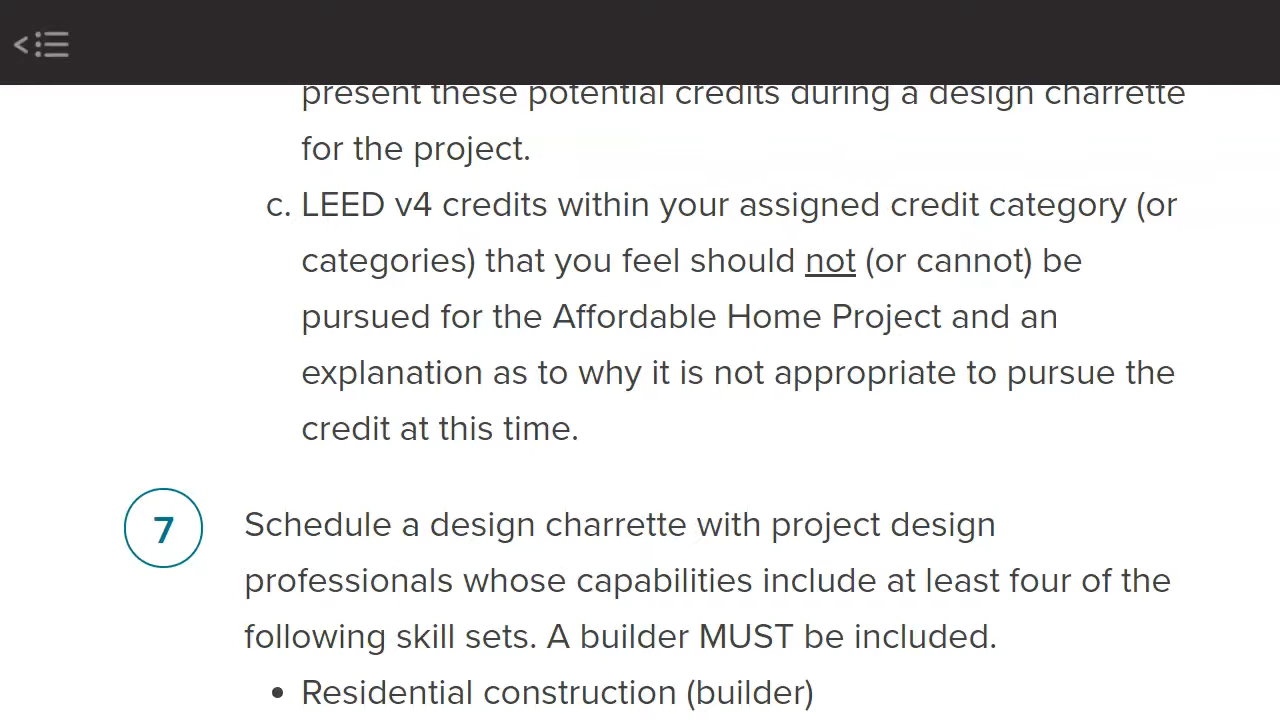 present these potential credits during a design charrette
for the project.
c. LEED v4 credits within your assigned credit category (or
categories) that you feel should not (or cannot) be
pursued for the Affordable Home Project and an
explanation as to why it is not appropriate to pursue the
credit at this time.
7 Schedule a design charrette with project design
professionals whose capabilities include at least four of the
following skill sets. A builder MUST be included.
• Residential construction (builder)